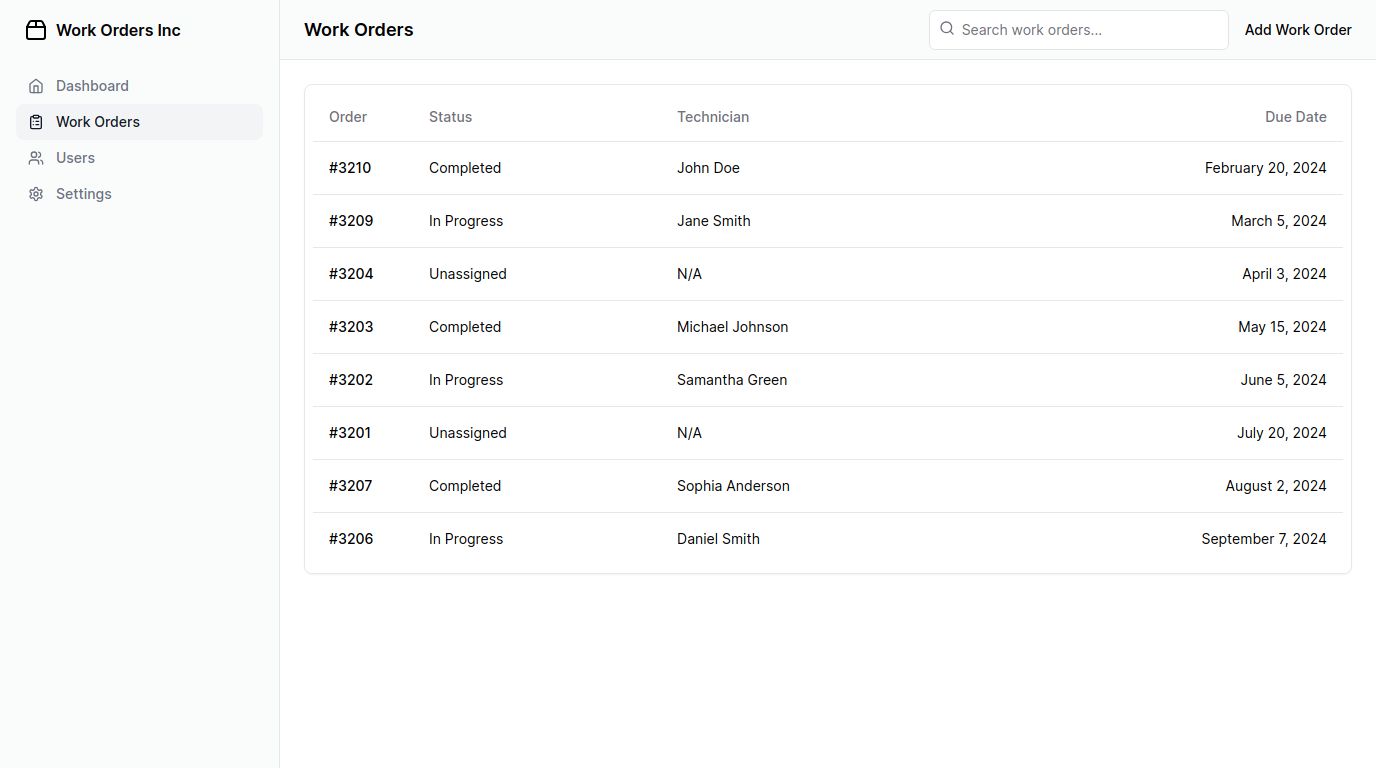 Work Orders Inc
Dashboard
Work Orders
Users
Settings
Work Orders
Search work orders...
Add Work Order
Order Status Technician Due Date
#3210 Completed John Doe February 20, 2024
#3209 In Progress Jane Smith March 5, 2024
#3204 Unassigned N/A April 3, 2024
#3203 Completed Michael Johnson May 15, 2024
#3202 In Progress Samantha Green June 5, 2024
#3201 Unassigned N/A July 20, 2024
#3207 Completed Sophia Anderson August 2, 2024
#3206 In Progress Daniel Smith September 7, 2024